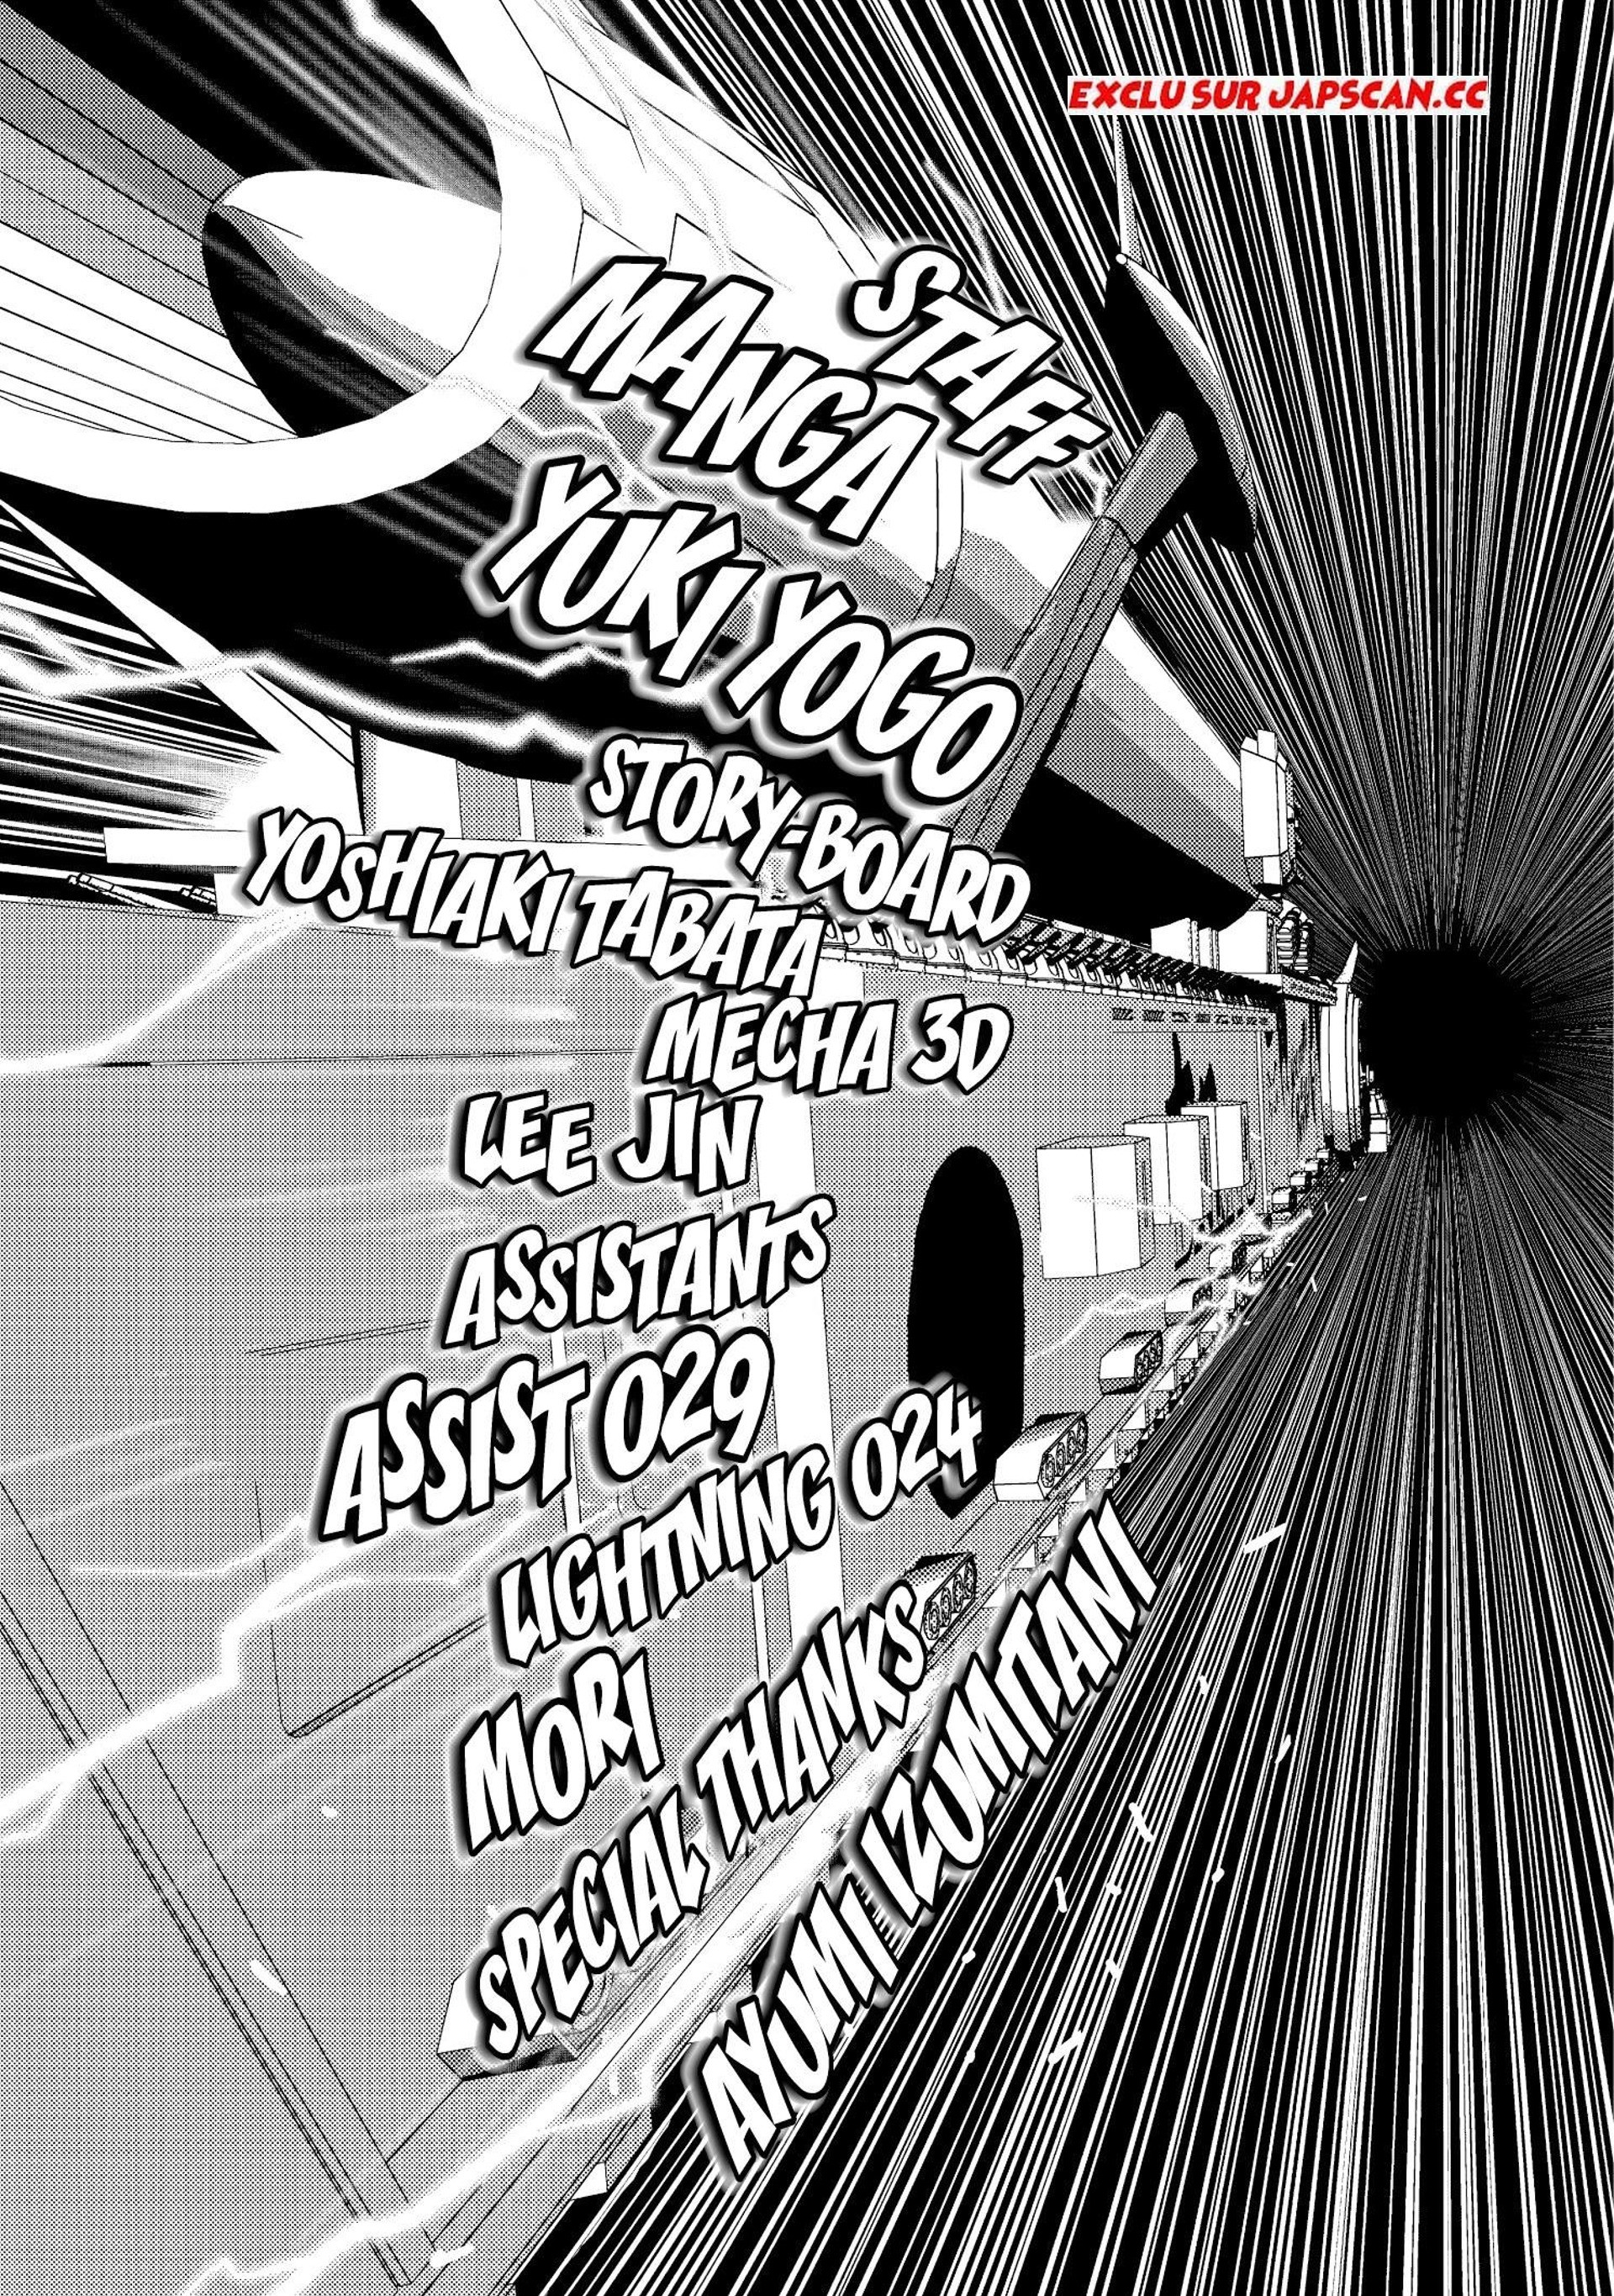 EXCLU SUR JAPSCAN.CC
STAFF
MANGA
YUKI YOGO
STORY-BOARD
YOSHIAKI TABATA
MECHA 3D
LEE JIN
ASSISTANTS
ASSIST 029
LIGHTNING 024
MORI
SPECIAL THANKS
AYUMI IZUMITANI